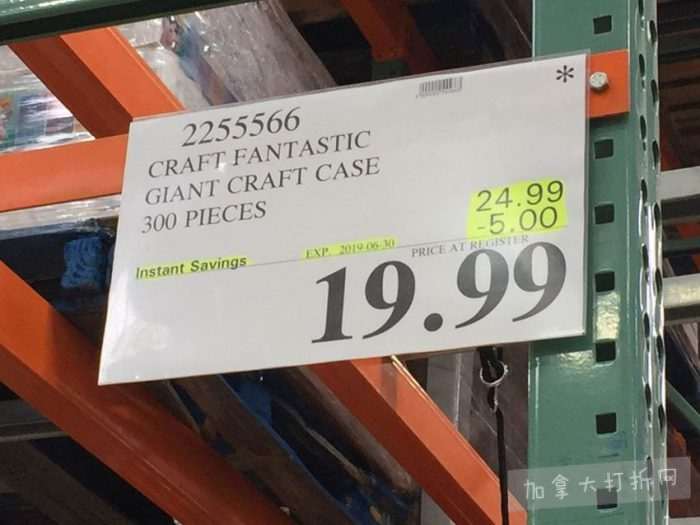 *
2255566
CRAFT FANTASTIC
GIANT CRAFT CASE
300 PIECES
24.99
-5.00
Instant Savings
EXP. 2019-06-30
PRICE AT REGISTER
19.99
加拿大打折网